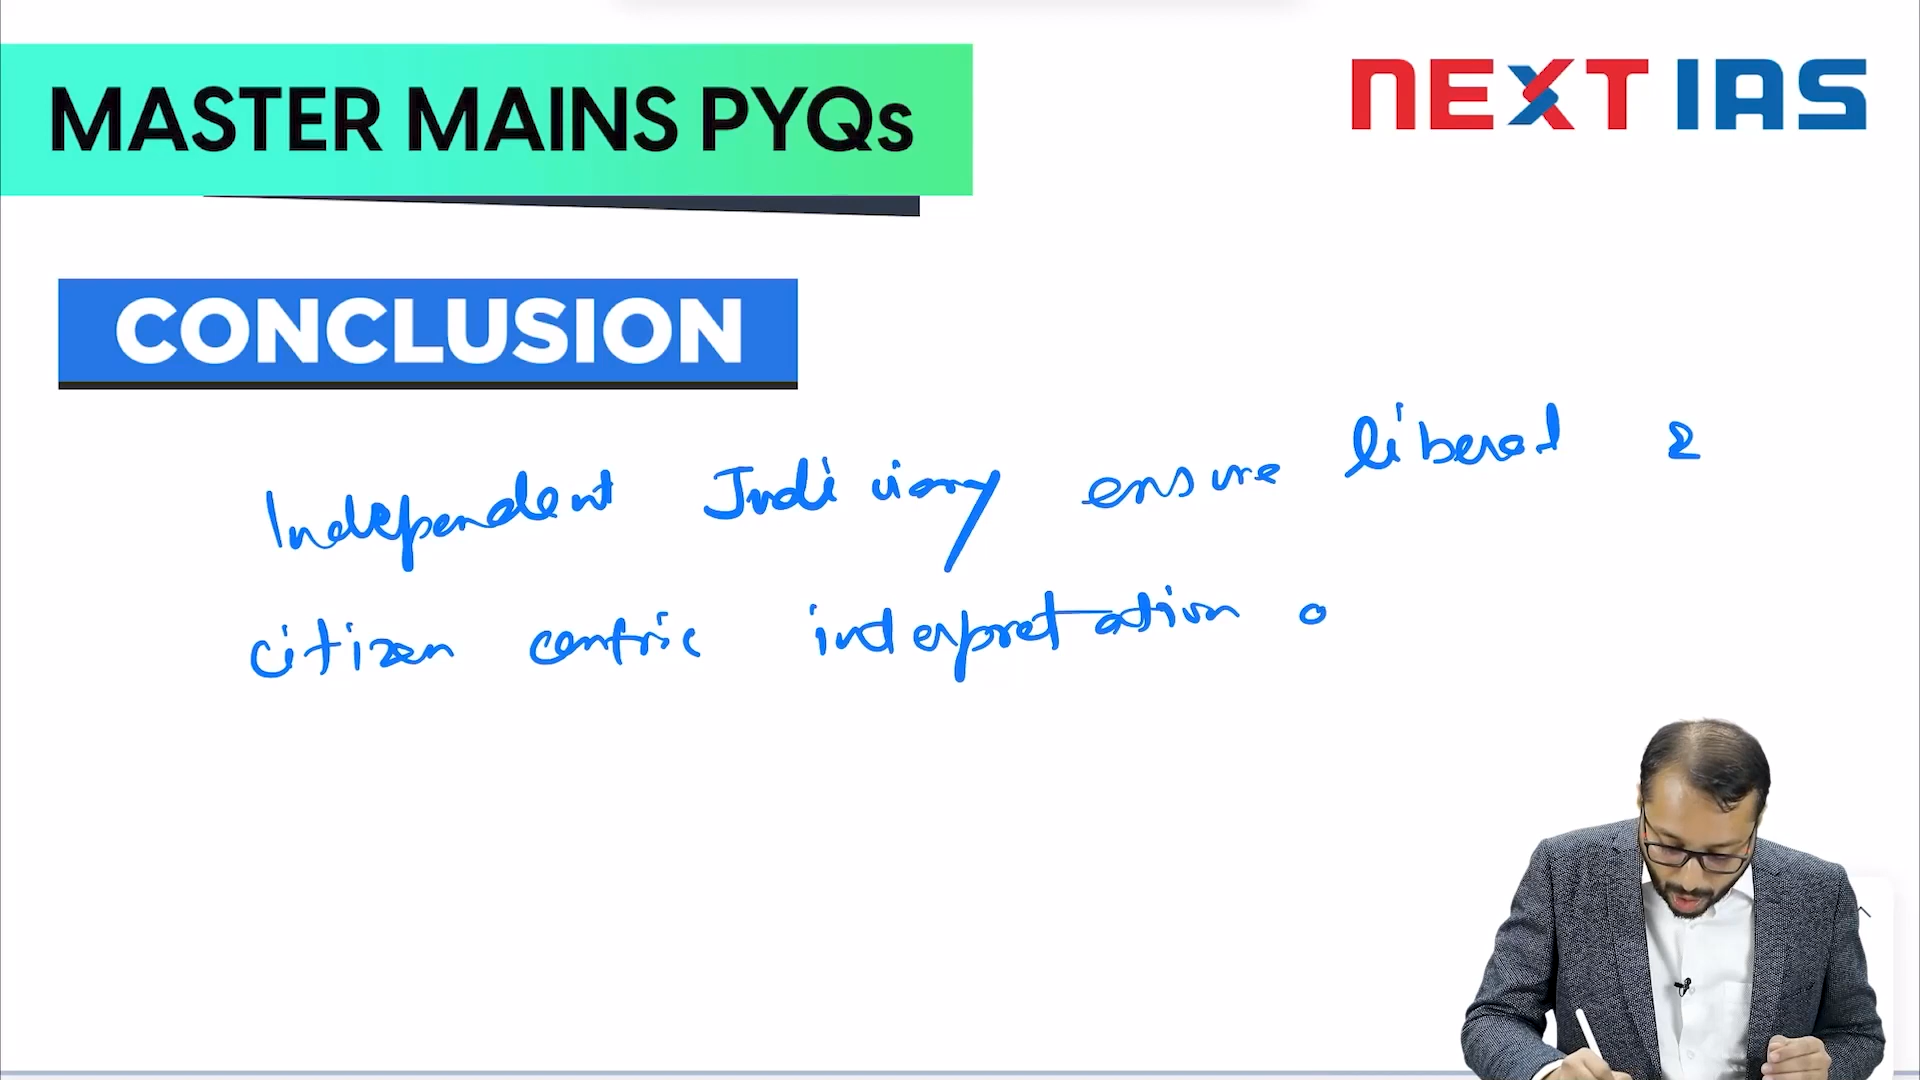 MASTER MAINS PYQs
NEXT IAS
CONCLUSION
Independent Judiciary ensure liberal &
citizen centric interpretation o